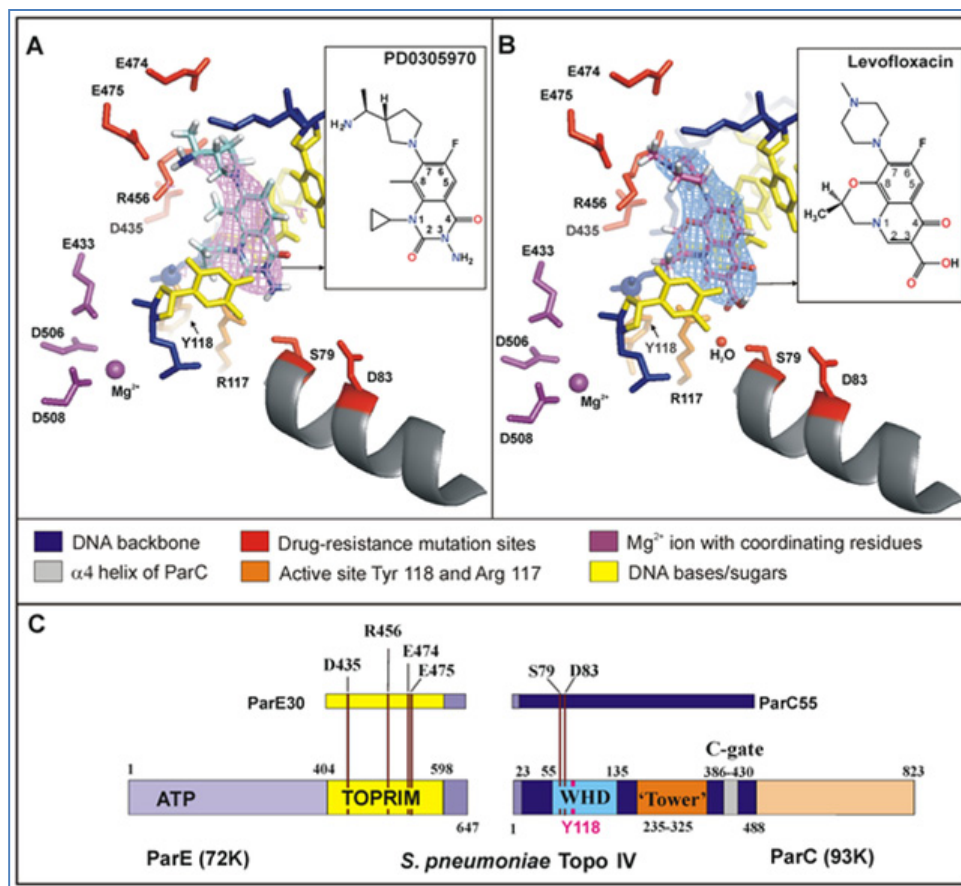 A
E474
E475
R456
D435
E433
D506
D508
Mg²⁺
Y118
R117
S79
D83
PD0305970
H
H₂N
N
F
7
6
8
5
N
1
4
O
2
3
O
N
NH₂
B
E474
E475
R456
D435
E433
D506
D508
Mg²⁺
Y118
R117
H₂O
S79
D83
Levofloxacin
N
N
F
H
O
7
6
8
5
H₃C
N
1
4
O
2
3
OH
O
DNA backbone
Drug-resistance mutation sites
Mg²⁺ ion with coordinating residues
α4 helix of ParC
Active site Tyr 118 and Arg 117
DNA bases/sugars
C
R456
D435
E474
E475
S79
D83
ParE30
ParC55
C-gate
1
404
598
23
55
135
386-430
823
ATP
TOPRIM
WHD
'Tower'
647
1
Y118
235-325
488
ParE (72K)
S. pneumoniae Topo IV
ParC (93K)